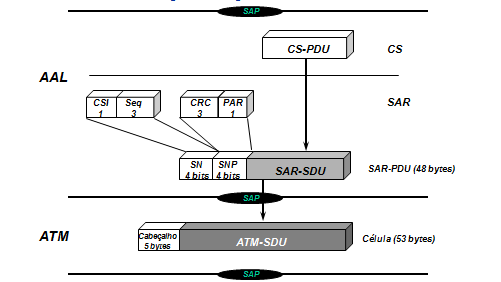 SAP
CS-PDU
CS
AAL
SAR
CSI
1
Seq
3
CRC
3
PAR
1
SN
4 bits
SNP
4 bits
SAR-SDU
SAR-PDU (48 bytes)
SAP
ATM
Cabeçalho
5 bytes
ATM-SDU
Célula (53 bytes)
SAP